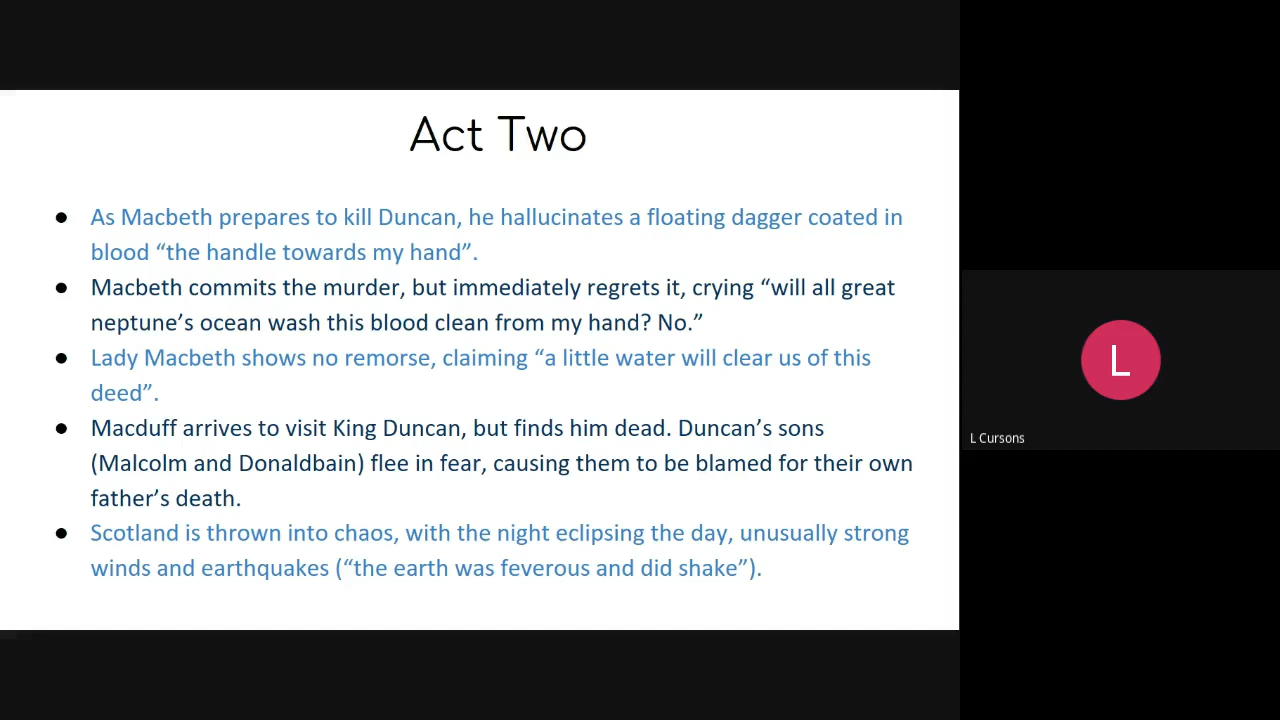 Act Two
● As Macbeth prepares to kill Duncan, he hallucinates a floating dagger coated in
blood “the handle towards my hand”.
● Macbeth commits the murder, but immediately regrets it, crying “will all great
neptune’s ocean wash this blood clean from my hand? No.”
● Lady Macbeth shows no remorse, claiming “a little water will clear us of this
deed”.
● Macduff arrives to visit King Duncan, but finds him dead. Duncan’s sons
(Malcolm and Donaldbain) flee in fear, causing them to be blamed for their own
father’s death.
● Scotland is thrown into chaos, with the night eclipsing the day, unusually strong
winds and earthquakes (“the earth was feverous and did shake”).
L
L Cursons